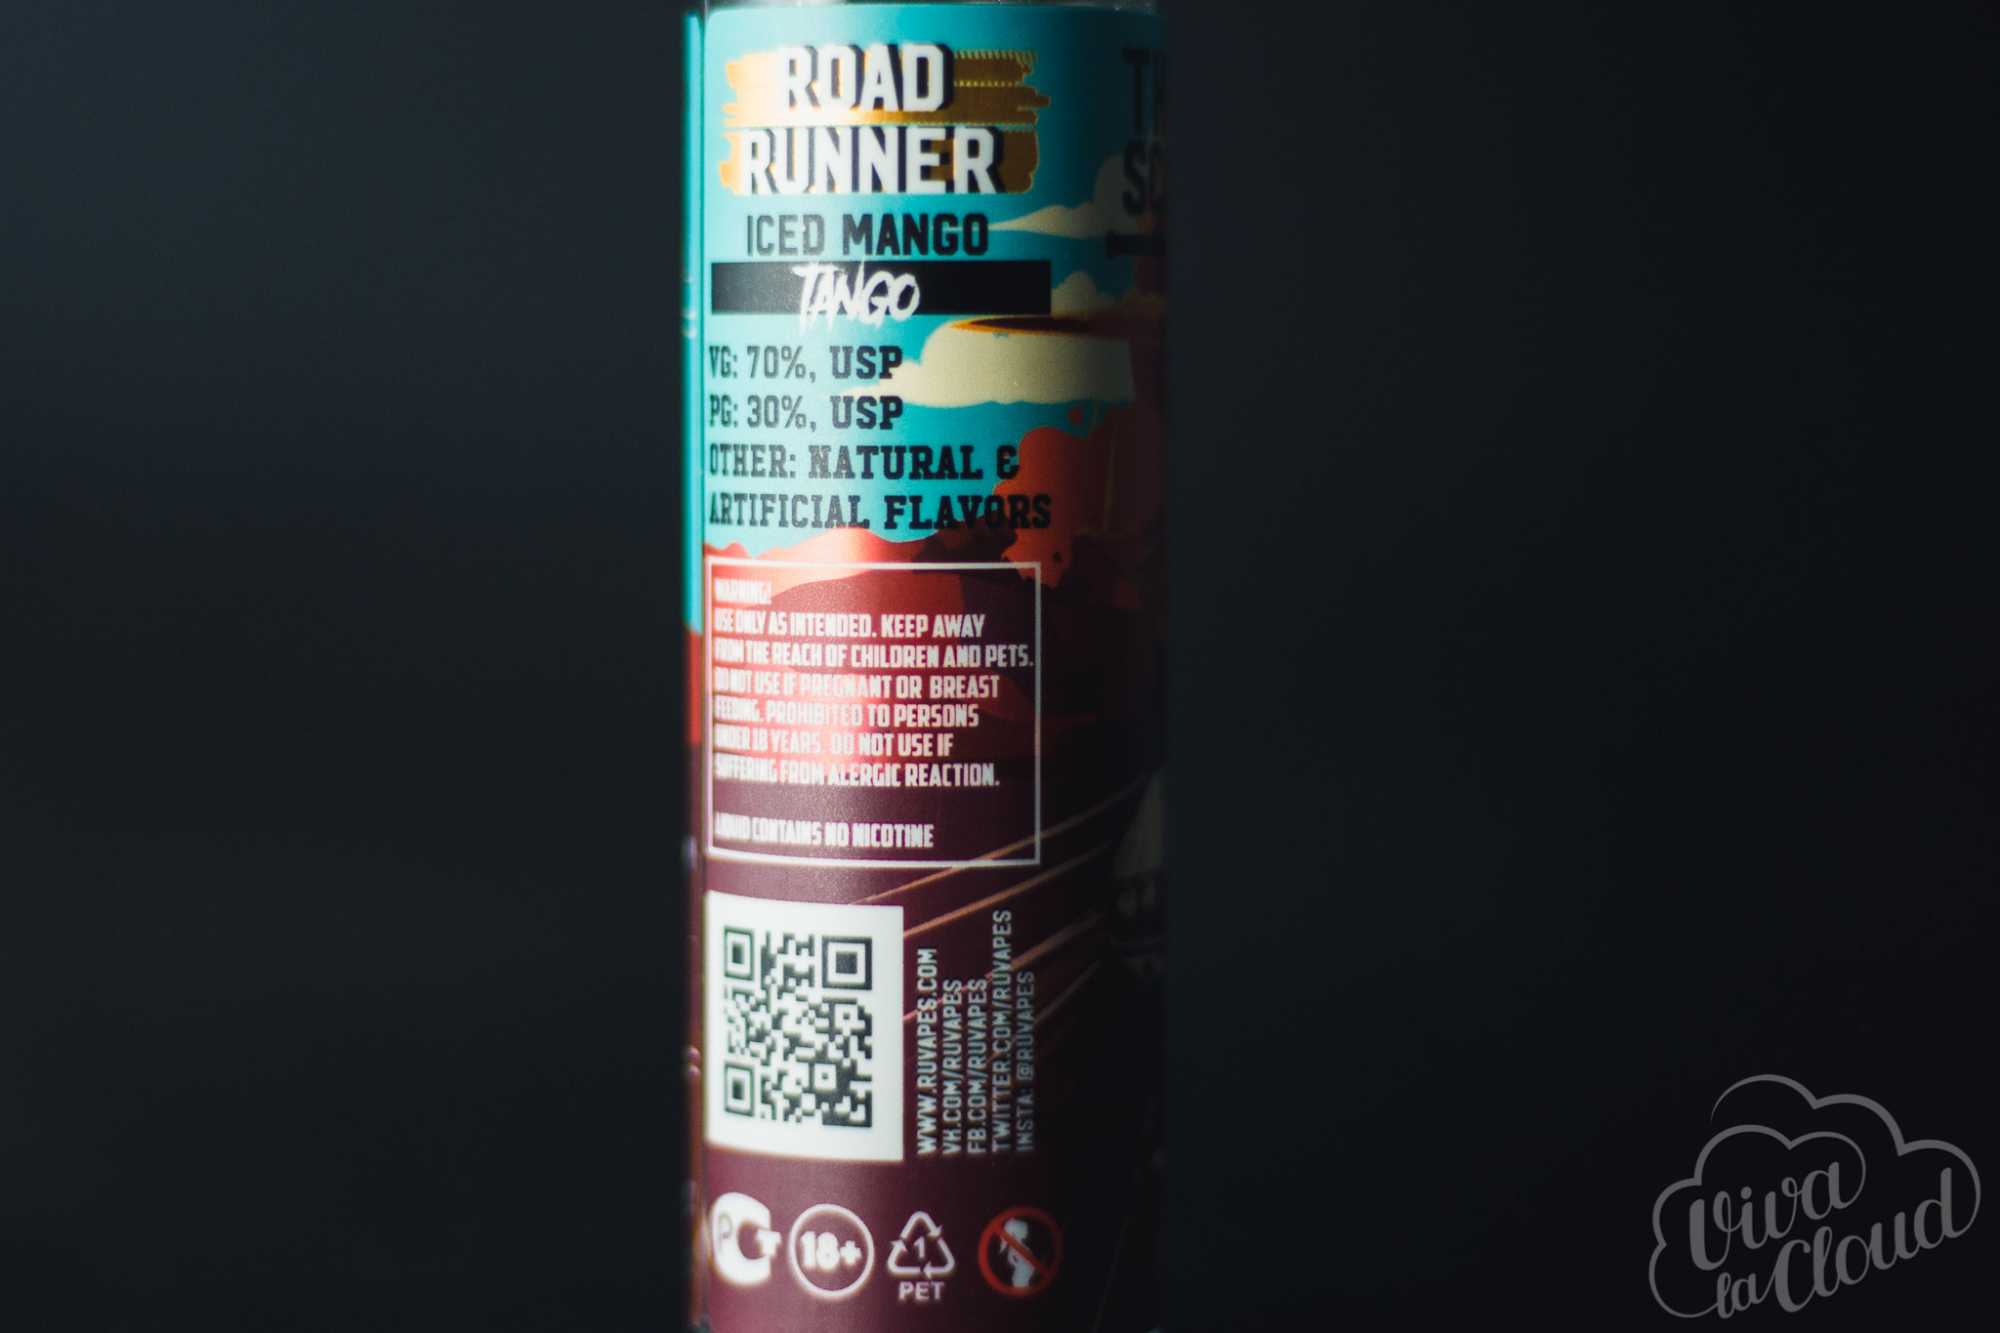 ROAD
RUNNER
ICED MANGO
TANGO
VG: 70%, USP
PG: 30%, USP
OTHER: NATURAL &
ARTIFICIAL FLAVORS
WARNING!
USE ONLY AS INTENDED. KEEP AWAY
FROM THE REACH OF CHILDREN AND PETS.
DO NOT USE IF PREGNANT OR BREAST
FEEDING. PROHIBITED TO PERSONS
UNDER 18 YEARS. DO NOT USE IF
SUFFERING FROM ALERGIC REACTION.
LIQUID CONTAINS NO NICOTINE
WWW.RUVAPES.COM
VK.COM/RUVAPES
FB.COM/RUVAPES
TWITTER.COM/RUVAPES
INSTA: @RUVAPES
РСТ
18+
1
PET
Viva
la Cloud